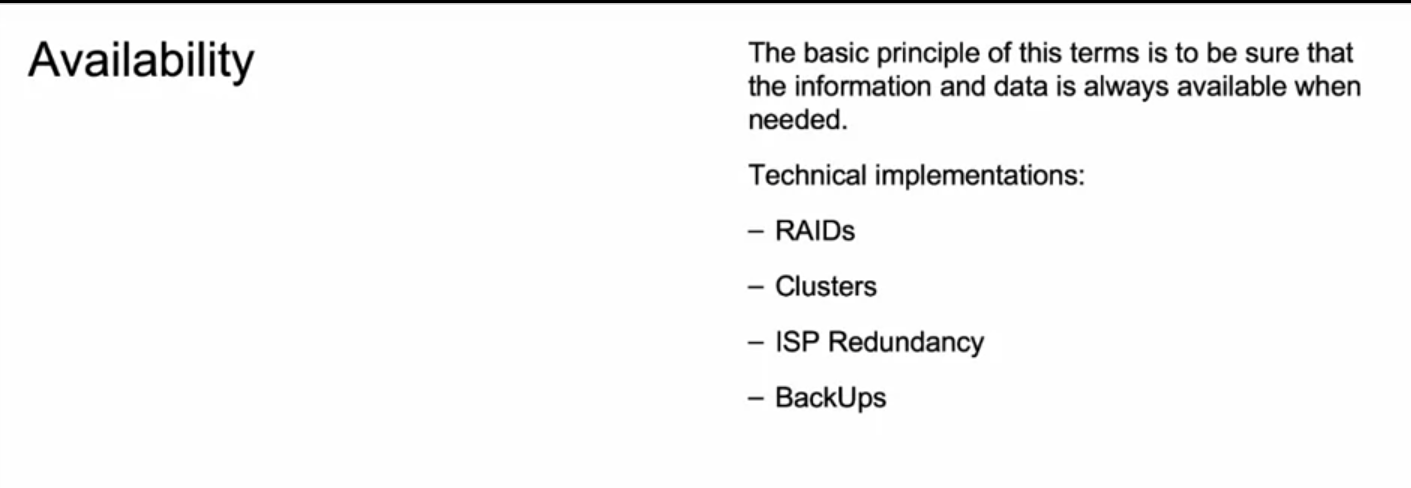 Availability
The basic principle of this terms is to be sure that
the information and data is always available when
needed.
Technical implementations:
– RAIDs
– Clusters
– ISP Redundancy
– BackUps